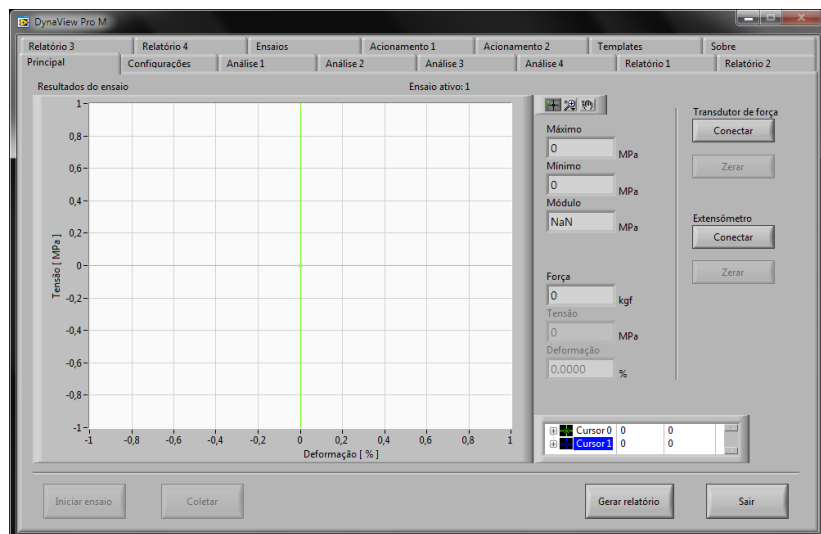 DynaView Pro M
Relatório 3 Relatório 4 Ensaios Acionamento 1 Acionamento 2 Templates Sobre
Principal Configurações Análise 1 Análise 2 Análise 3 Análise 4 Relatório 1 Relatório 2
Resultados do ensaio Ensaio ativo: 1
Transdutor de força
Conectar
Zerar
Extensômetro
Conectar
Zerar
Máximo
0 MPa
Mínimo
0 MPa
Módulo
NaN MPa
Força
0 kgf
Tensão
0 MPa
Deformação
0,0000 %
Tensão [ MPa ]
1
0,8
0,6
0,4
0,2
0
-0,2
-0,4
-0,6
-0,8
-1
-1 -0,8 -0,6 -0,4 -0,2 0 0,2 0,4 0,6 0,8 1
Deformação [ % ]
Cursor 0 0 0
Cursor 1 0 0
Iniciar ensaio Coletar Gerar relatório Sair